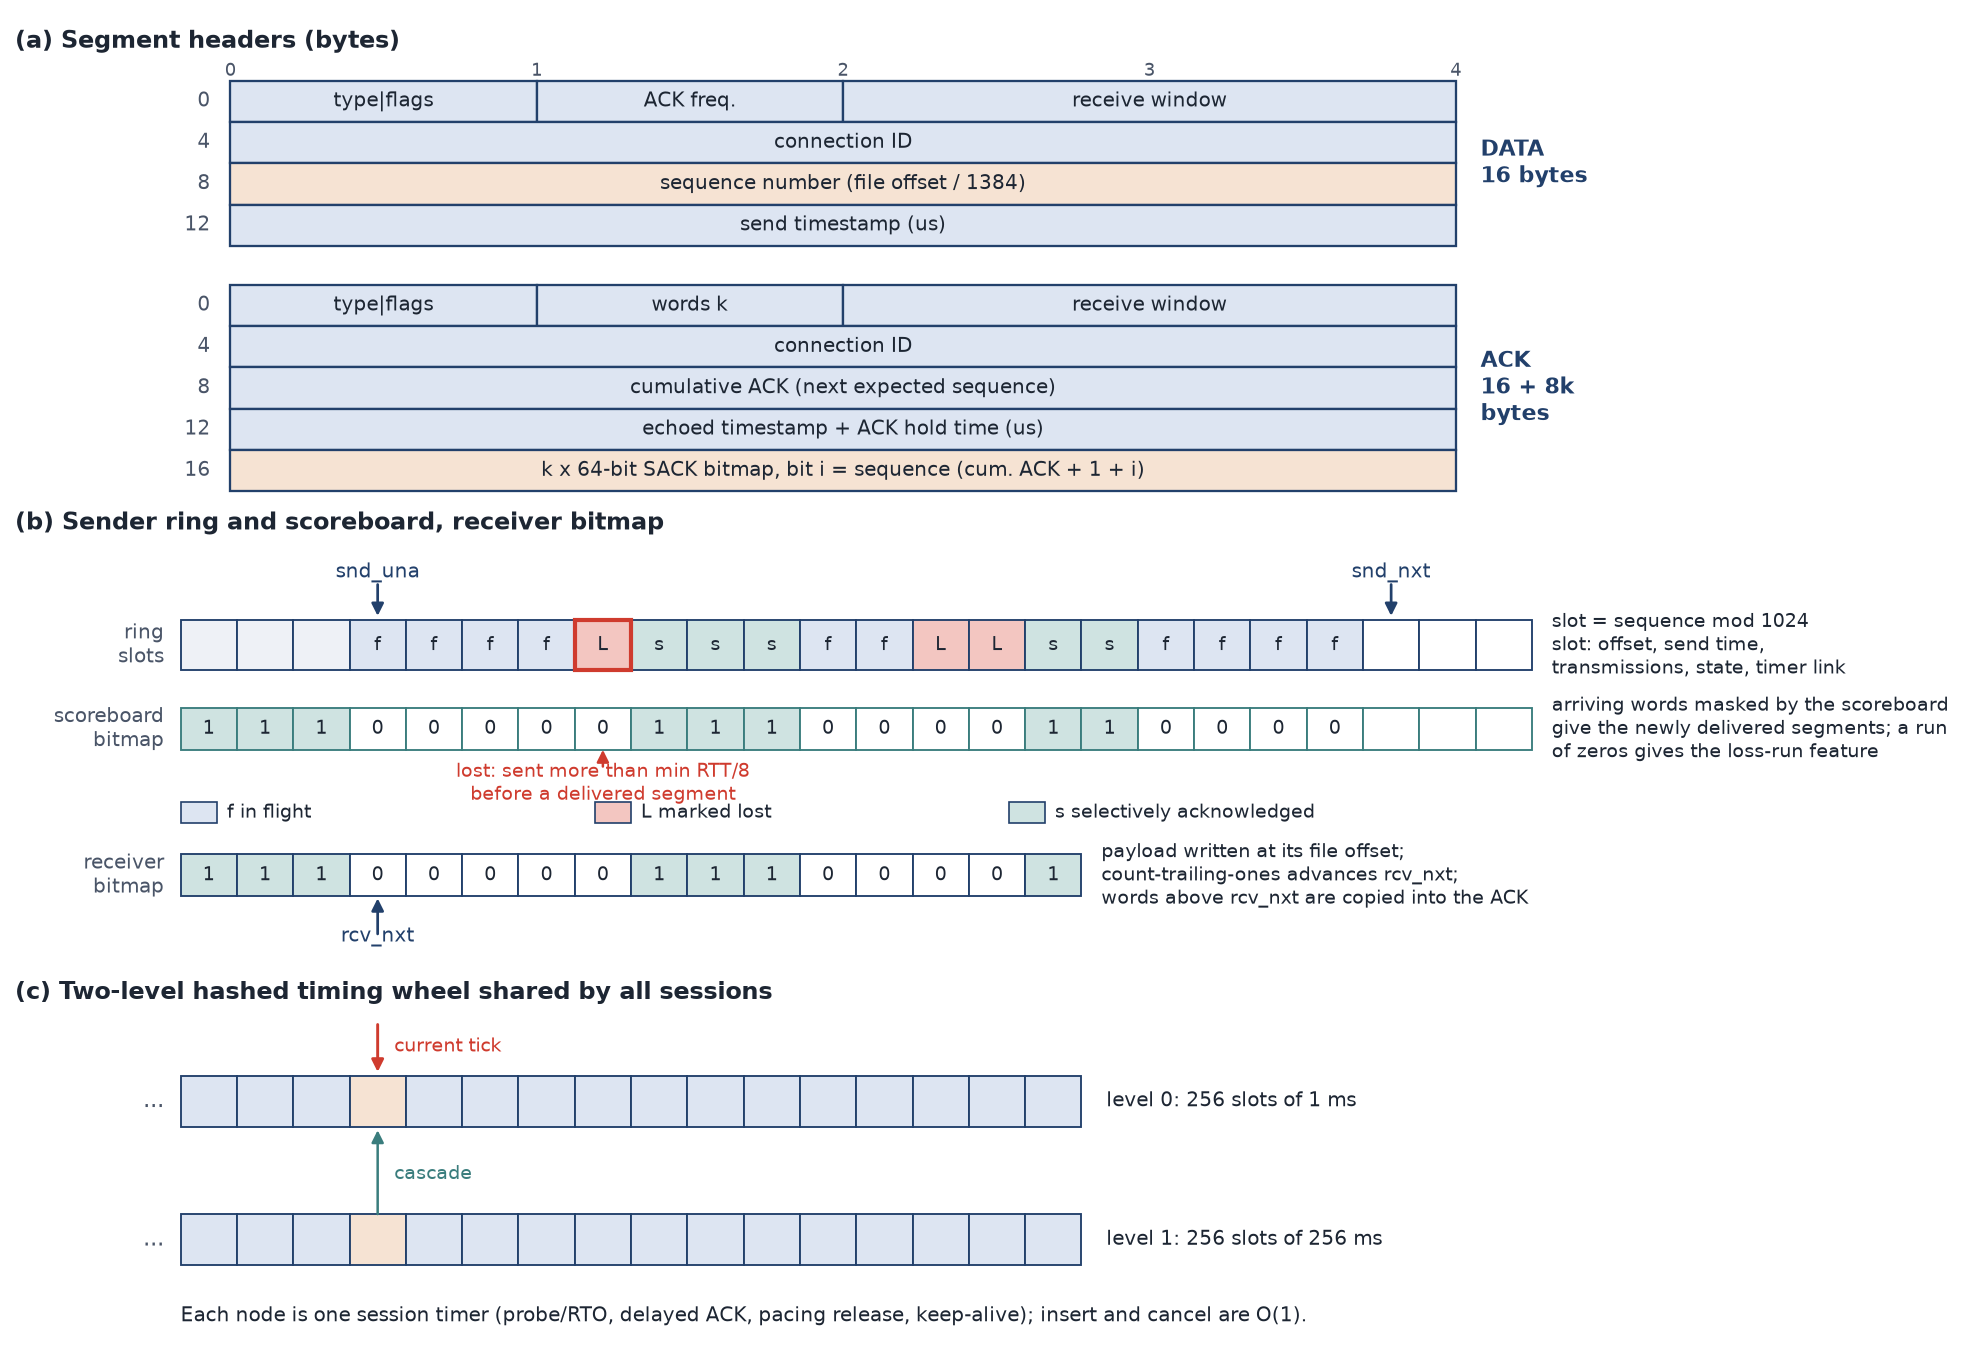 (a) Segment headers (bytes)
0 1 2 3 4
0 type|flags ACK freq. receive window
4 connection ID
8 sequence number (file offset / 1384)
12 send timestamp (us)
DATA
16 bytes
0 type|flags words k receive window
4 connection ID
8 cumulative ACK (next expected sequence)
12 echoed timestamp + ACK hold time (us)
16 k x 64-bit SACK bitmap, bit i = sequence (cum. ACK + 1 + i)
ACK
16 + 8k
bytes
(b) Sender ring and scoreboard, receiver bitmap
snd_una snd_nxt
ring
slots
f f f f L s s s f f L L s s f f f f
slot = sequence mod 1024
slot: offset, send time,
transmissions, state, timer link
scoreboard
bitmap
1 1 1 0 0 0 0 0 1 1 1 0 0 0 0 1 1 0 0 0 0
arriving words masked by the scoreboard
give the newly delivered segments; a run
of zeros gives the loss-run feature
lost: sent more than min RTT/8
before a delivered segment
f in flight L marked lost s selectively acknowledged
receiver
bitmap
1 1 1 0 0 0 0 0 1 1 1 0 0 0 0 1
payload written at its file offset;
count-trailing-ones advances rcv_nxt;
words above rcv_nxt are copied into the ACK
rcv_nxt
(c) Two-level hashed timing wheel shared by all sessions
current tick
... level 0: 256 slots of 1 ms
cascade
... level 1: 256 slots of 256 ms
Each node is one session timer (probe/RTO, delayed ACK, pacing release, keep-alive); insert and cancel are O(1).